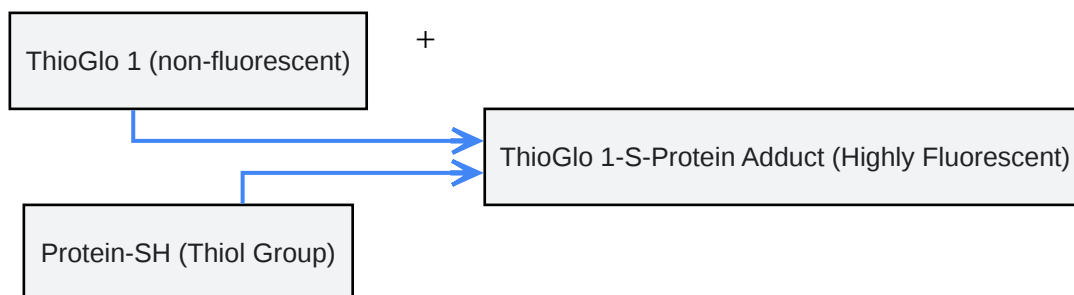 ThioGlo 1 (non-fluorescent)
+
ThioGlo 1-S-Protein Adduct (Highly Fluorescent)
Protein-SH (Thiol Group)